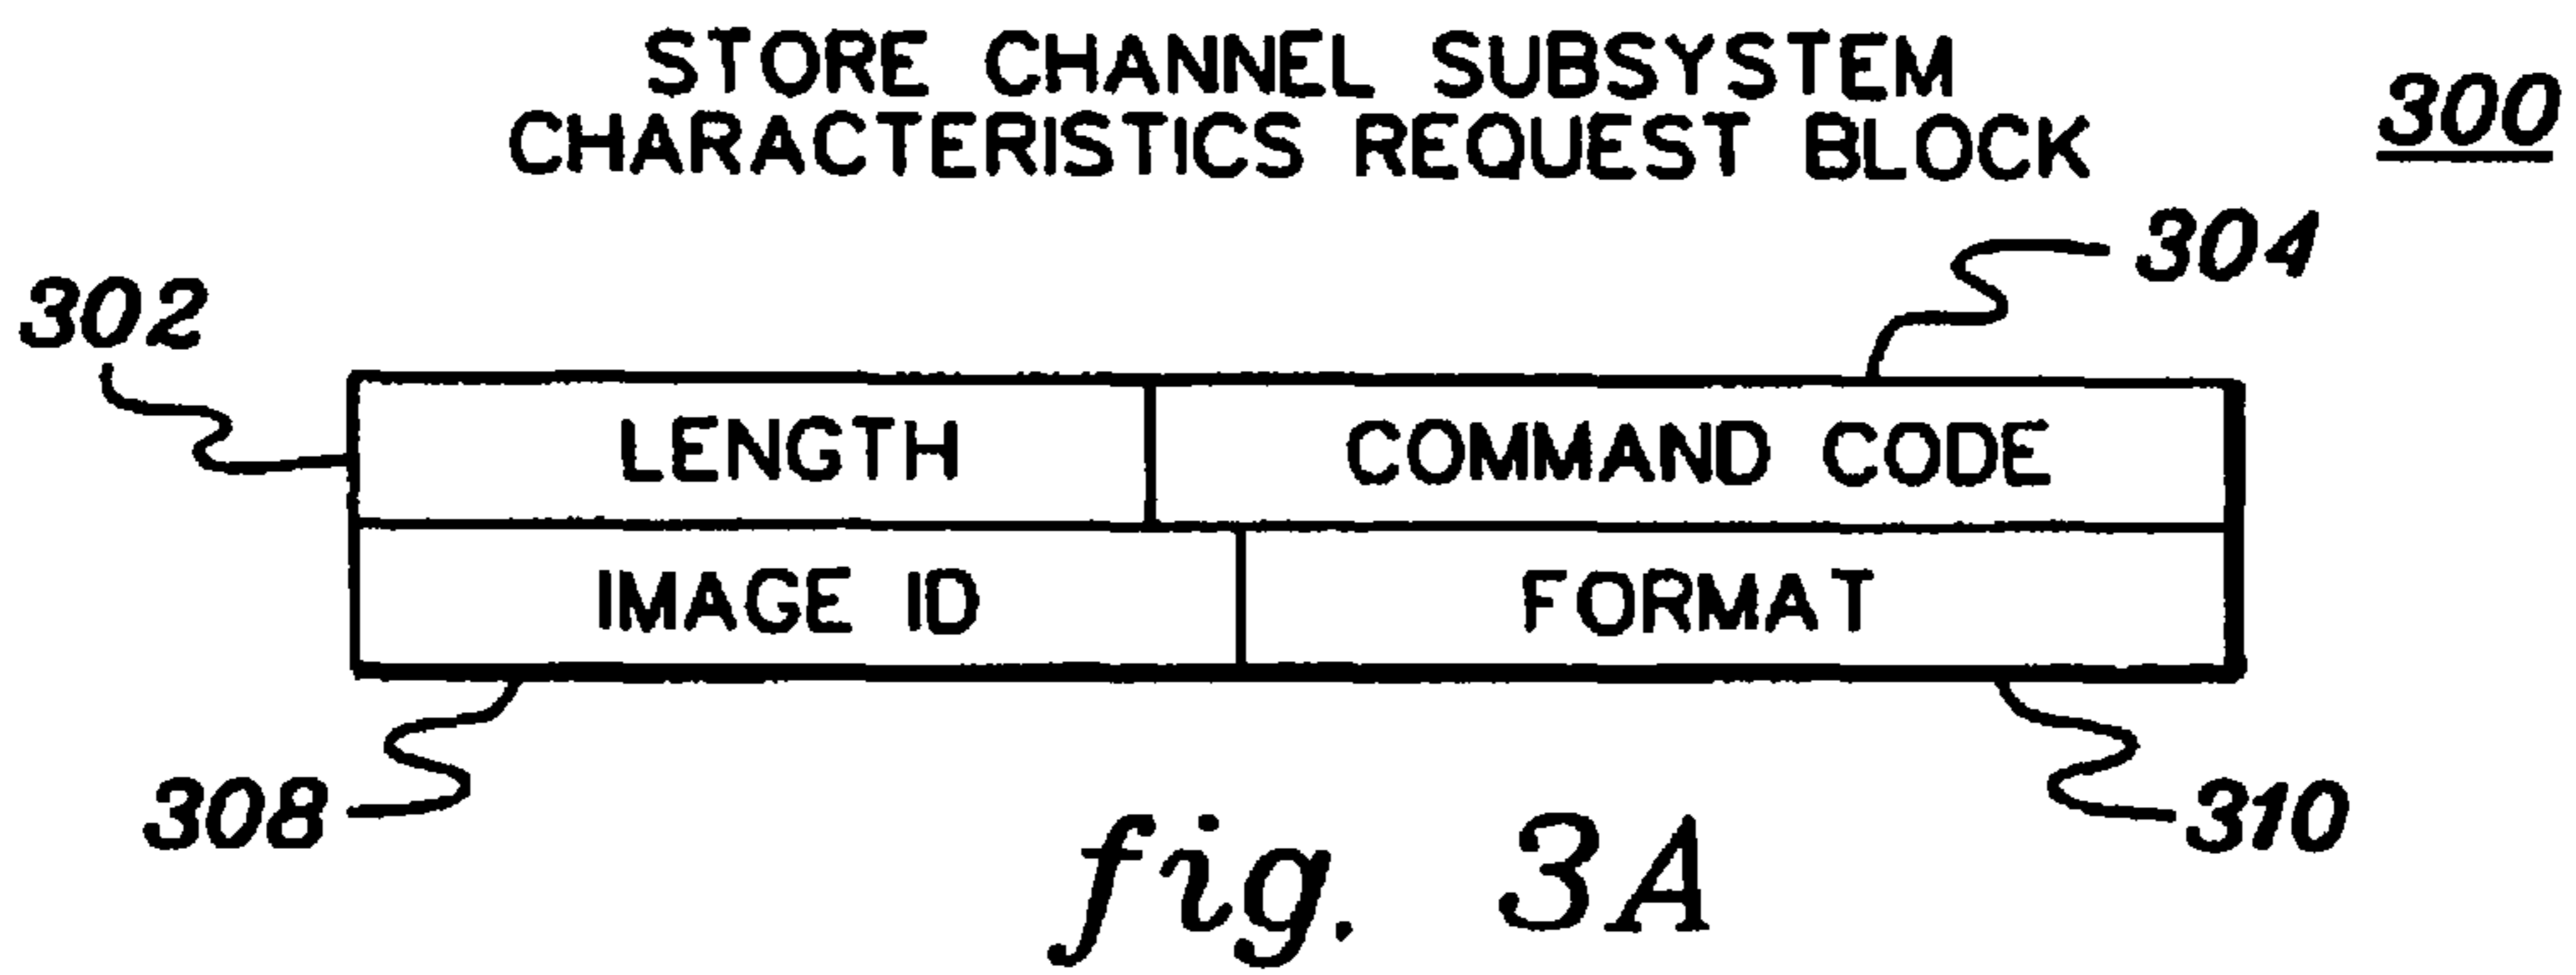 STORE CHANNEL SUBSYSTEM
CHARACTERISTICS REQUEST BLOCK
300
304
302
LENGTH COMMAND CODE
IMAGE ID FORMAT
308
310
fig. 3A